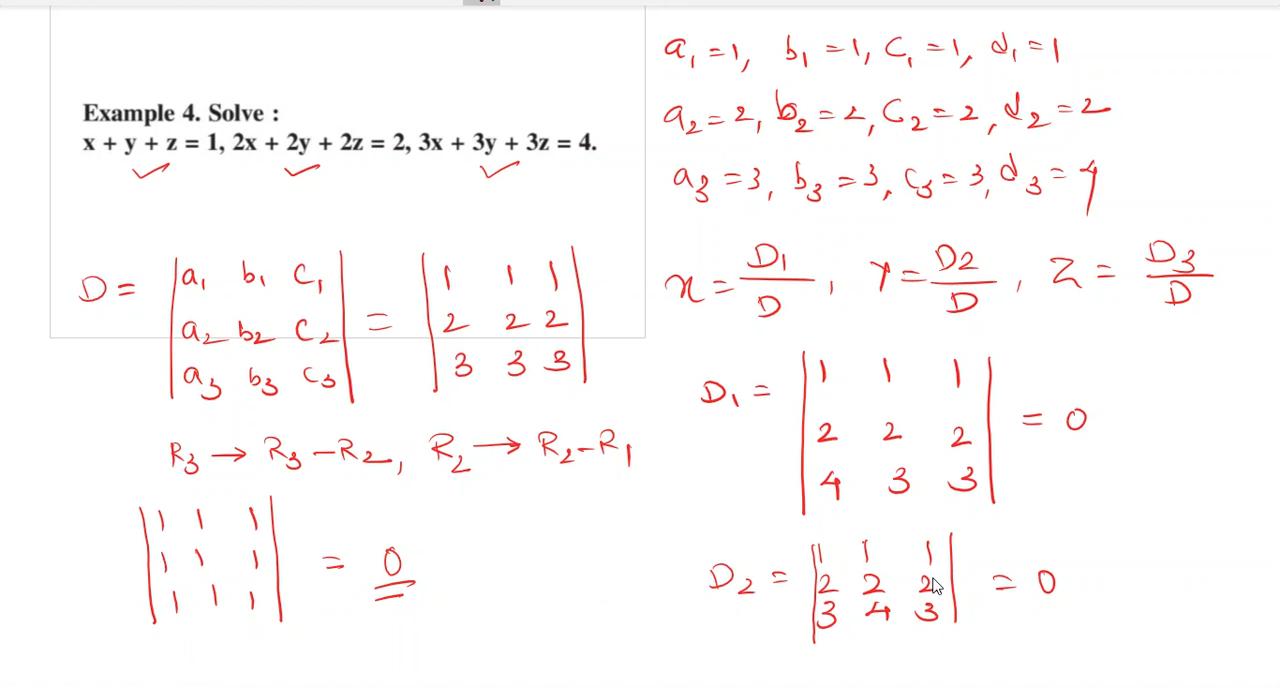 Example 4. Solve :
x + y + z = 1, 2x + 2y + 2z = 2, 3x + 3y + 3z = 4.
D = | a₁ b₁ c₁ | = | 1 1 1 |
| a₂ b₂ c₂ | | 2 2 2 |
| a₃ b₃ c₃ | | 3 3 3 |
R₃ → R₃ - R₂, R₂ → R₂ - R₁
| 1 1 1 |
| 1 1 1 | = 0
| 1 1 1 |
a₁ = 1, b₁ = 1, c₁ = 1, d₁ = 1
a₂ = 2, b₂ = 2, c₂ = 2, d₂ = 2
a₃ = 3, b₃ = 3, c₃ = 3, d₃ = 4
x = D₁/D, y = D₂/D, z = D₃/D
D₁ = | 1 1 1 |
| 2 2 2 | = 0
| 4 3 3 |
D₂ = | 1 1 1 |
| 2 2 2 | = 0
| 3 4 3 |